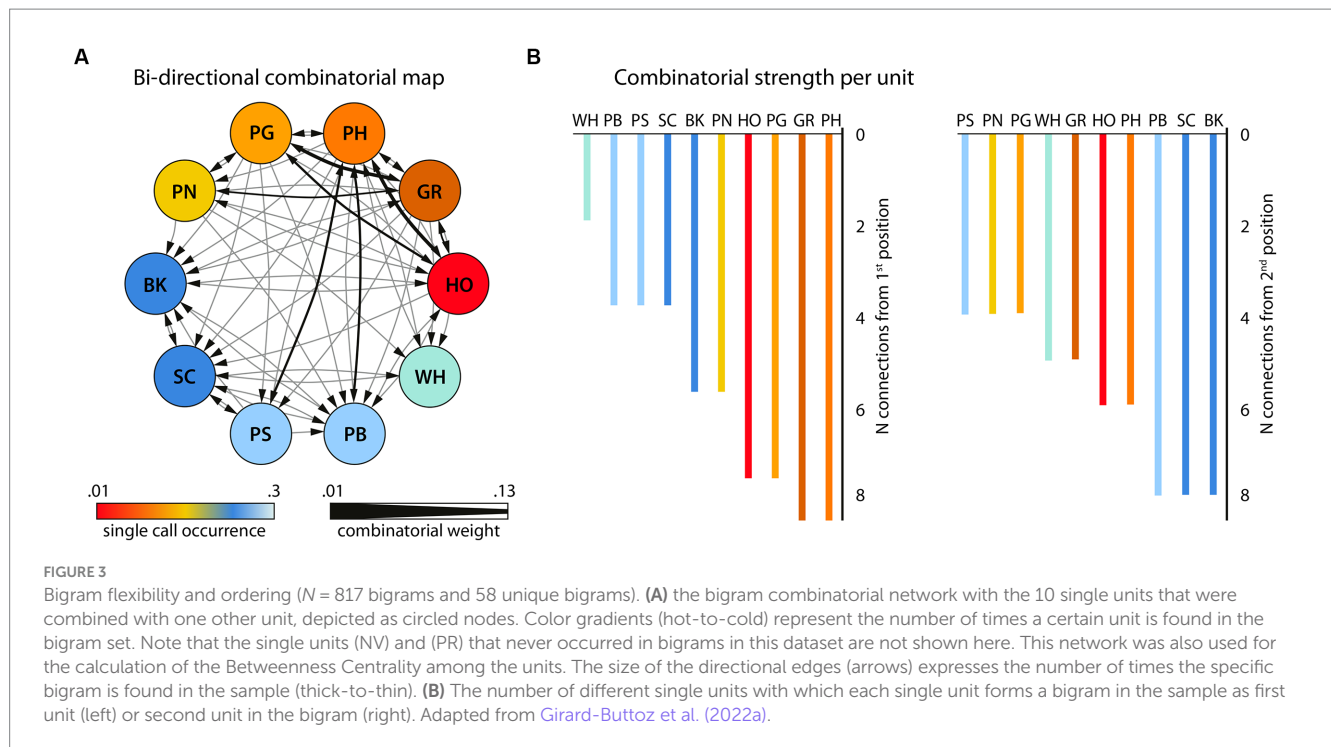 A
Bi-directional combinatorial map
PG
PH
PN
GR
BK
HO
SC
WH
PS
PB
.01
.3
single call occurrence
.01
.13
combinatorial weight
B
Combinatorial strength per unit
WH PB PS SC BK PN HO PG GR PH
0
2
4
6
8
N connections from 1st position
PS PN PG WH GR HO PH PB SC BK
0
2
4
6
8
N connections from 2nd position
FIGURE 3
Bigram flexibility and ordering (N = 817 bigrams and 58 unique bigrams). (A) the bigram combinatorial network with the 10 single units that were
combined with one other unit, depicted as circled nodes. Color gradients (hot-to-cold) represent the number of times a certain unit is found in the
bigram set. Note that the single units (NV) and (PR) that never occurred in bigrams in this dataset are not shown here. This network was also used for
the calculation of the Betweenness Centrality among the units. The size of the directional edges (arrows) expresses the number of times the specific
bigram is found in the sample (thick-to-thin). (B) The number of different single units with which each single unit forms a bigram in the sample as first
unit (left) or second unit in the bigram (right). Adapted from Girard-Buttoz et al. (2022a).